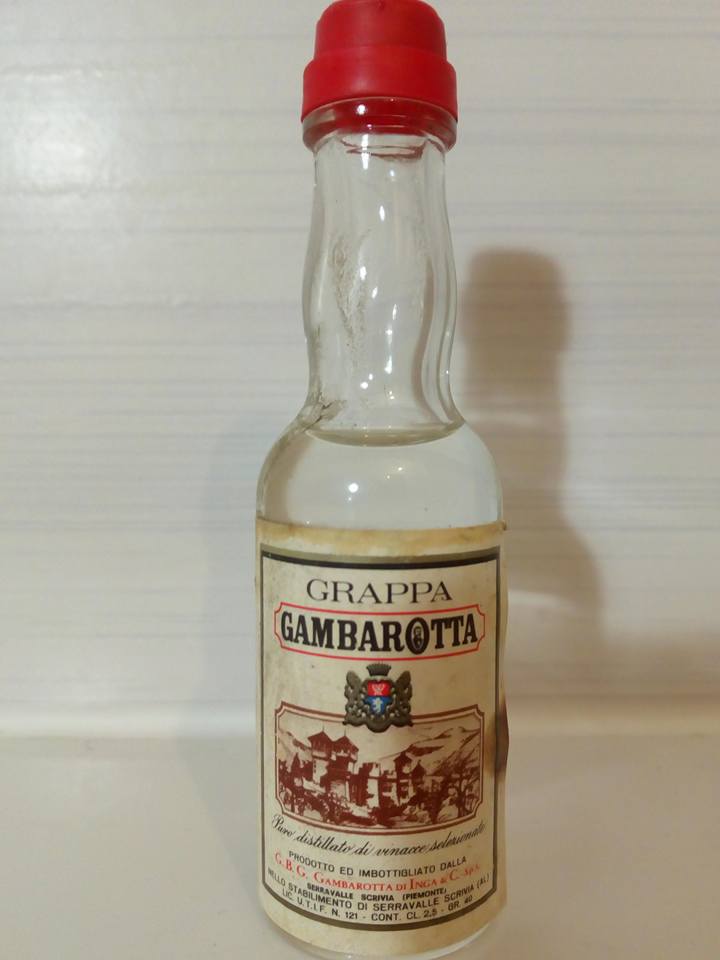 GRAPPA
GAMBAROTTA
Puro distillato di vinacce selezionate
PRODOTTO ED IMBOTTIGLIATO DALLA
G.B.G. GAMBAROTTA DI INGA & C. S.p.A.
SERRAVALLE SCRIVIA (PIEMONTE)
NELLO STABILIMENTO DI SERRAVALLE SCRIVIA (AL)
LIC. U.T.I.F. N. 121 - CONT. CL. 2,5 - GR. 40